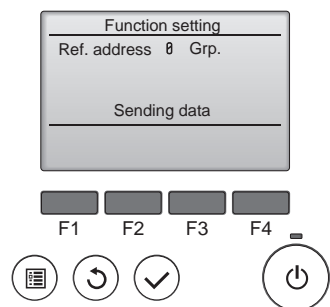 Function setting
Ref. address 0 Grp.
Sending data
F1 F2 F3 F4